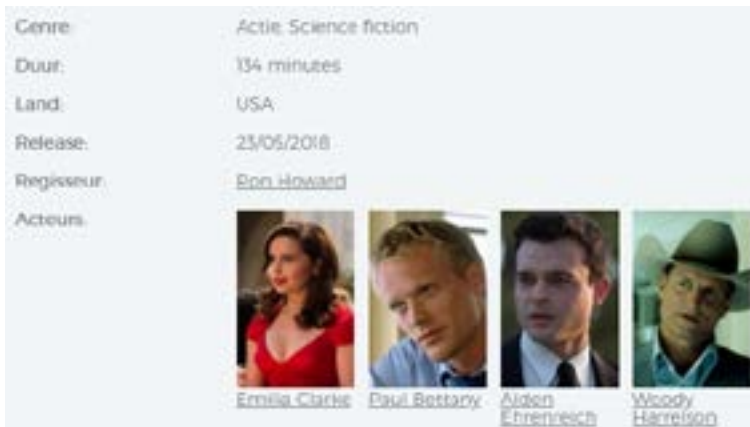 Genre: Actie, Science fiction
Duur: 134 minutes
Land: USA
Release: 23/05/2018
Regisseur: Ron Howard
Acteurs:
Emilia Clarke Paul Bettany Alden Ehrenreich Woody Harrelson